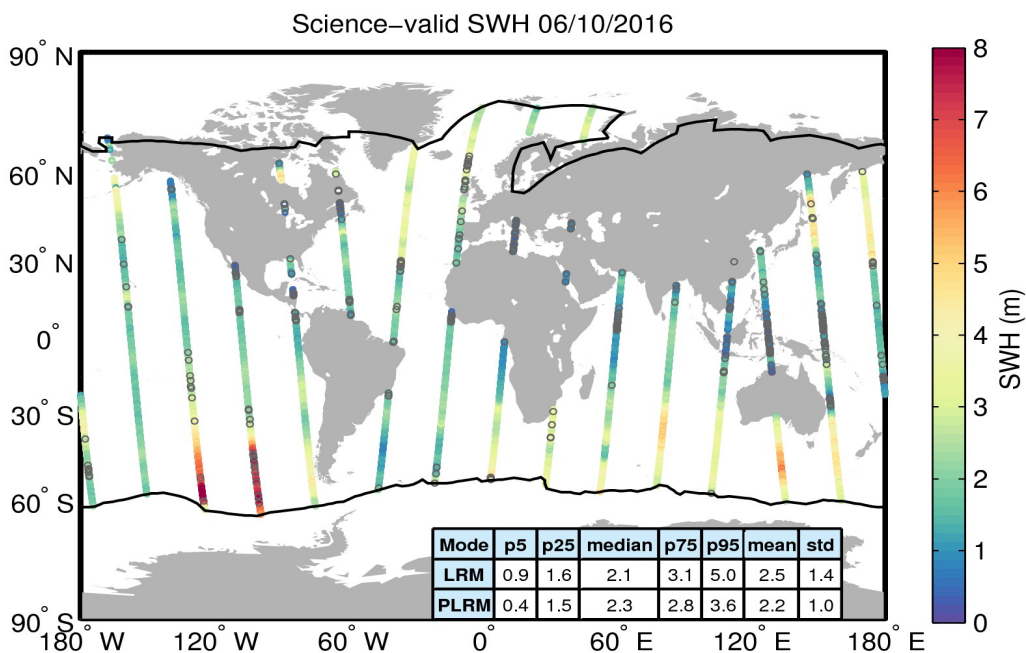 Science−valid SWH 06/10/2016
90° N
60° N
30° N
0°
30° S
60° S
90° S
180° W
120° W
60° W
0°
60° E
120° E
180° E
8
7
6
5
4
3
2
1
0
SWH (m)
Mode p5 p25 median p75 p95 mean std
LRM 0.9 1.6 2.1 3.1 5.0 2.5 1.4
PLRM 0.4 1.5 2.3 2.8 3.6 2.2 1.0